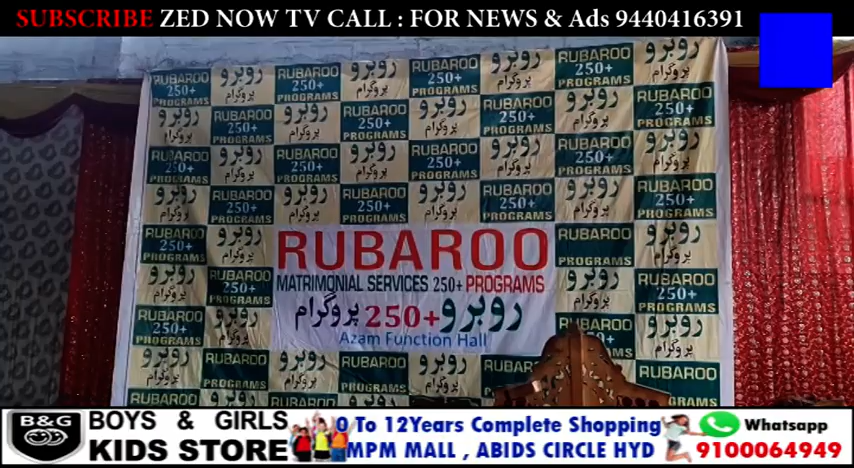 SUBSCRIBE ZED NOW TV CALL : FOR NEWS & Ads 9440416391
RUBAROO 250+ PROGRAMS
روبرو پروگرام
RUBAROO
MATRIMONIAL SERVICES 250+ PROGRAMS
روبرو +250 پروگرام
Azam Function Hall
B&G
BOYS & GIRLS
KIDS STORE
0 To 12Years Complete Shopping
MPM MALL , ABIDS CIRCLE HYD
Whatsapp
9100064949